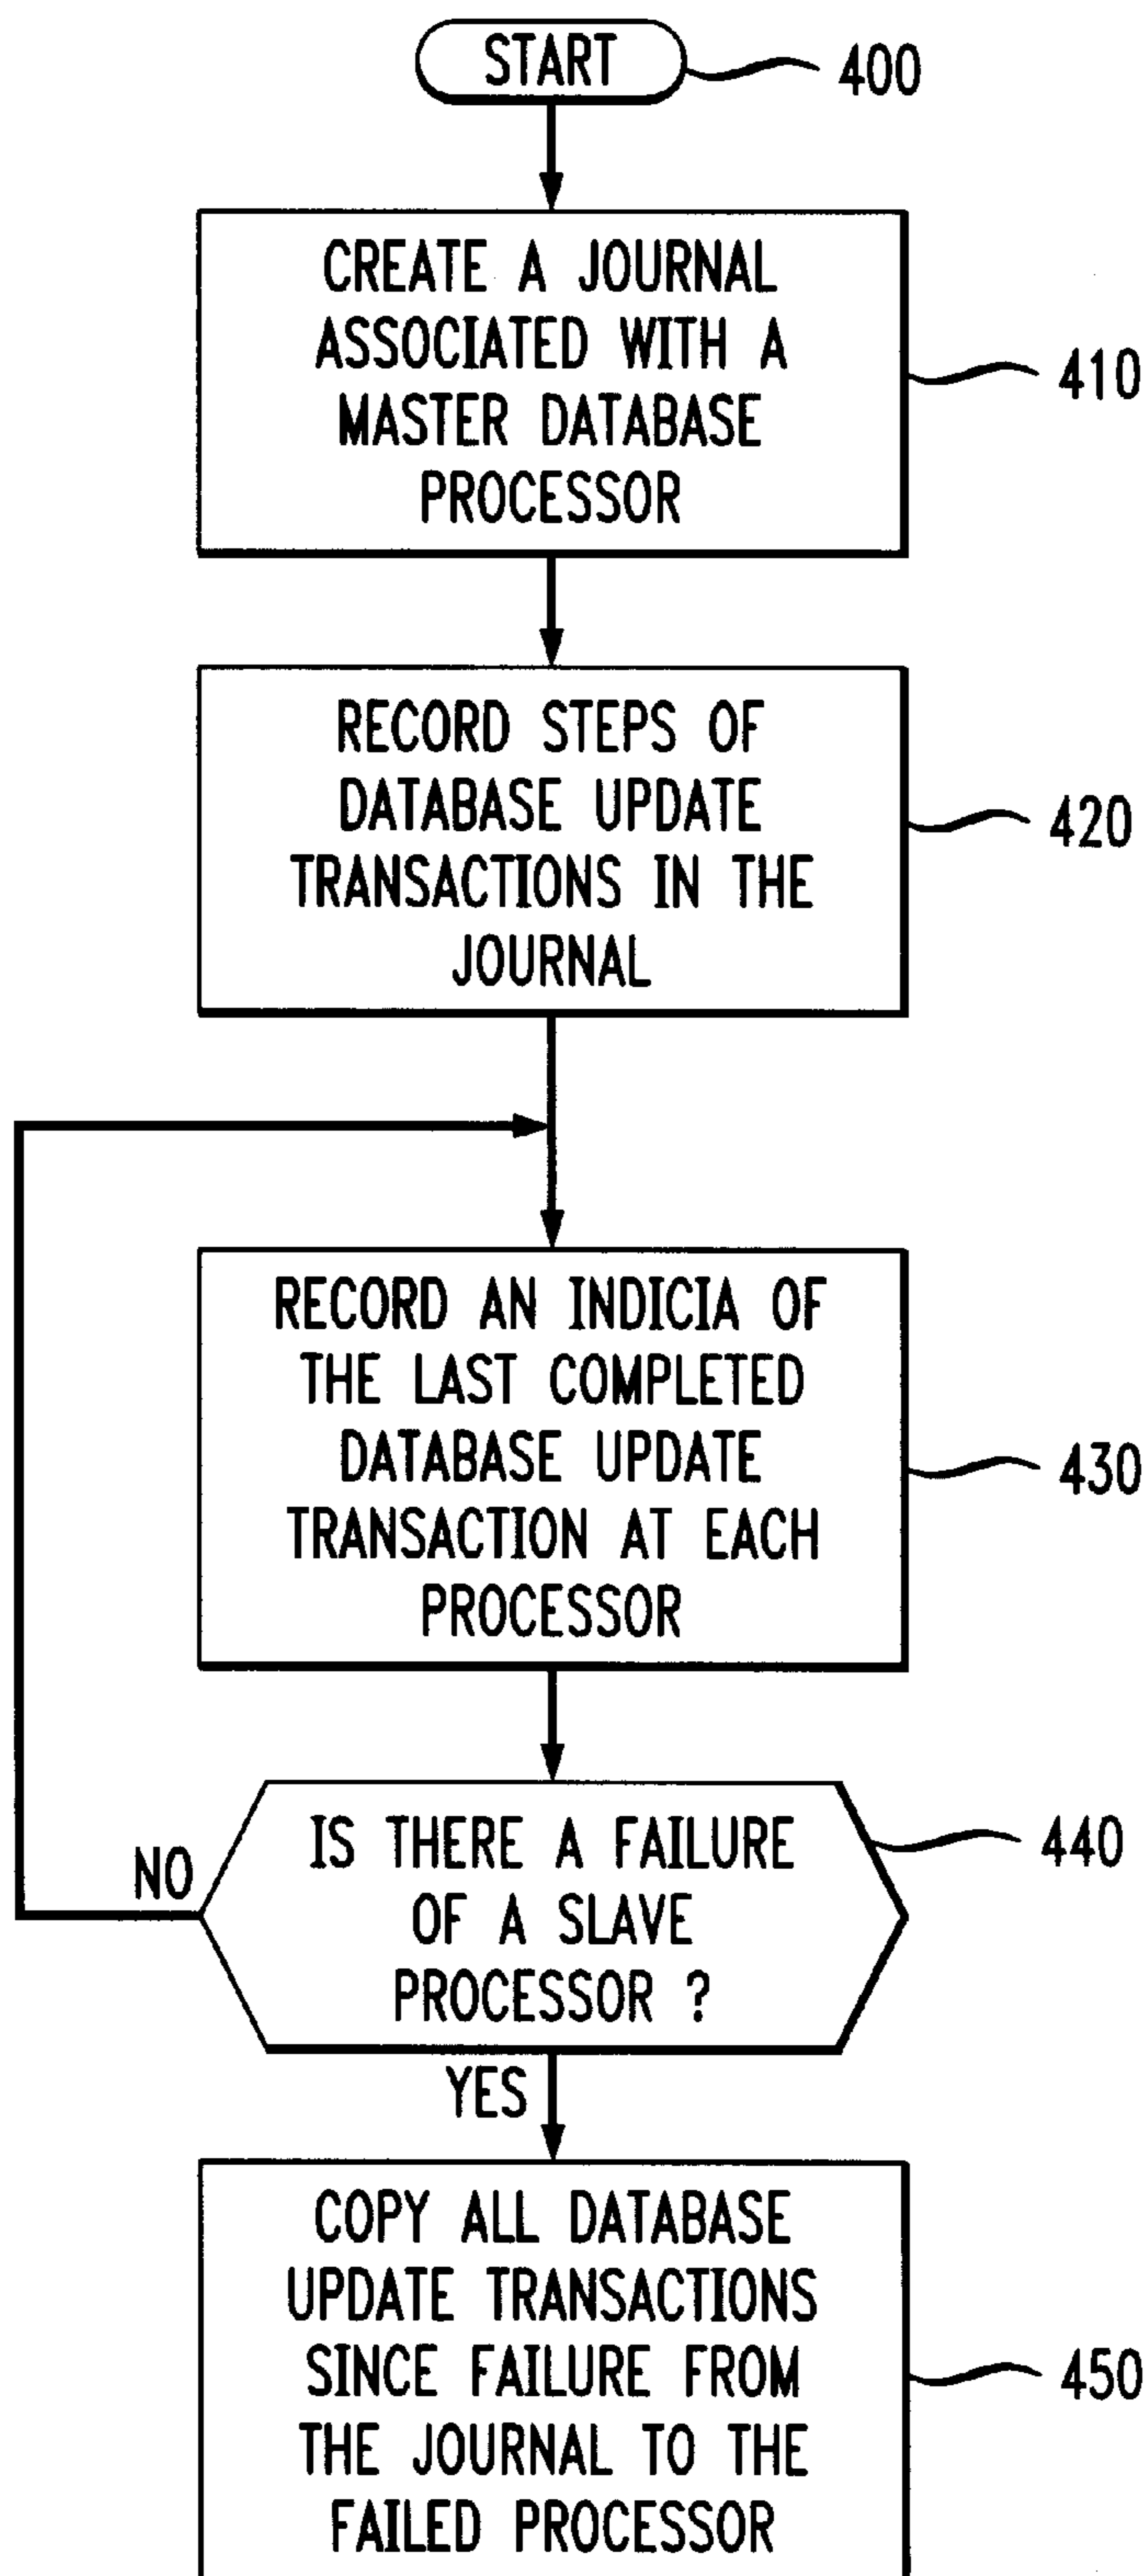 START
400
CREATE A JOURNAL
ASSOCIATED WITH A
MASTER DATABASE
PROCESSOR
410
RECORD STEPS OF
DATABASE UPDATE
TRANSACTIONS IN THE
JOURNAL
420
RECORD AN INDICIA OF
THE LAST COMPLETED
DATABASE UPDATE
TRANSACTION AT EACH
PROCESSOR
430
IS THERE A FAILURE
OF A SLAVE
PROCESSOR ?
440
NO
YES
COPY ALL DATABASE
UPDATE TRANSACTIONS
SINCE FAILURE FROM
THE JOURNAL TO THE
FAILED PROCESSOR
450